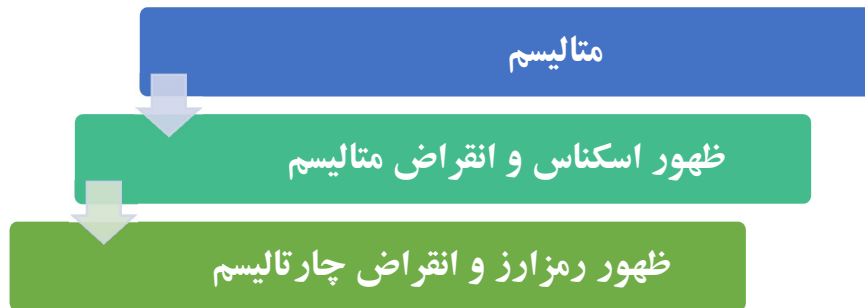 متالیسم
ظهور اسکناس و انقراض متالیسم
ظهور رمزارز و انقراض چارتالیسم